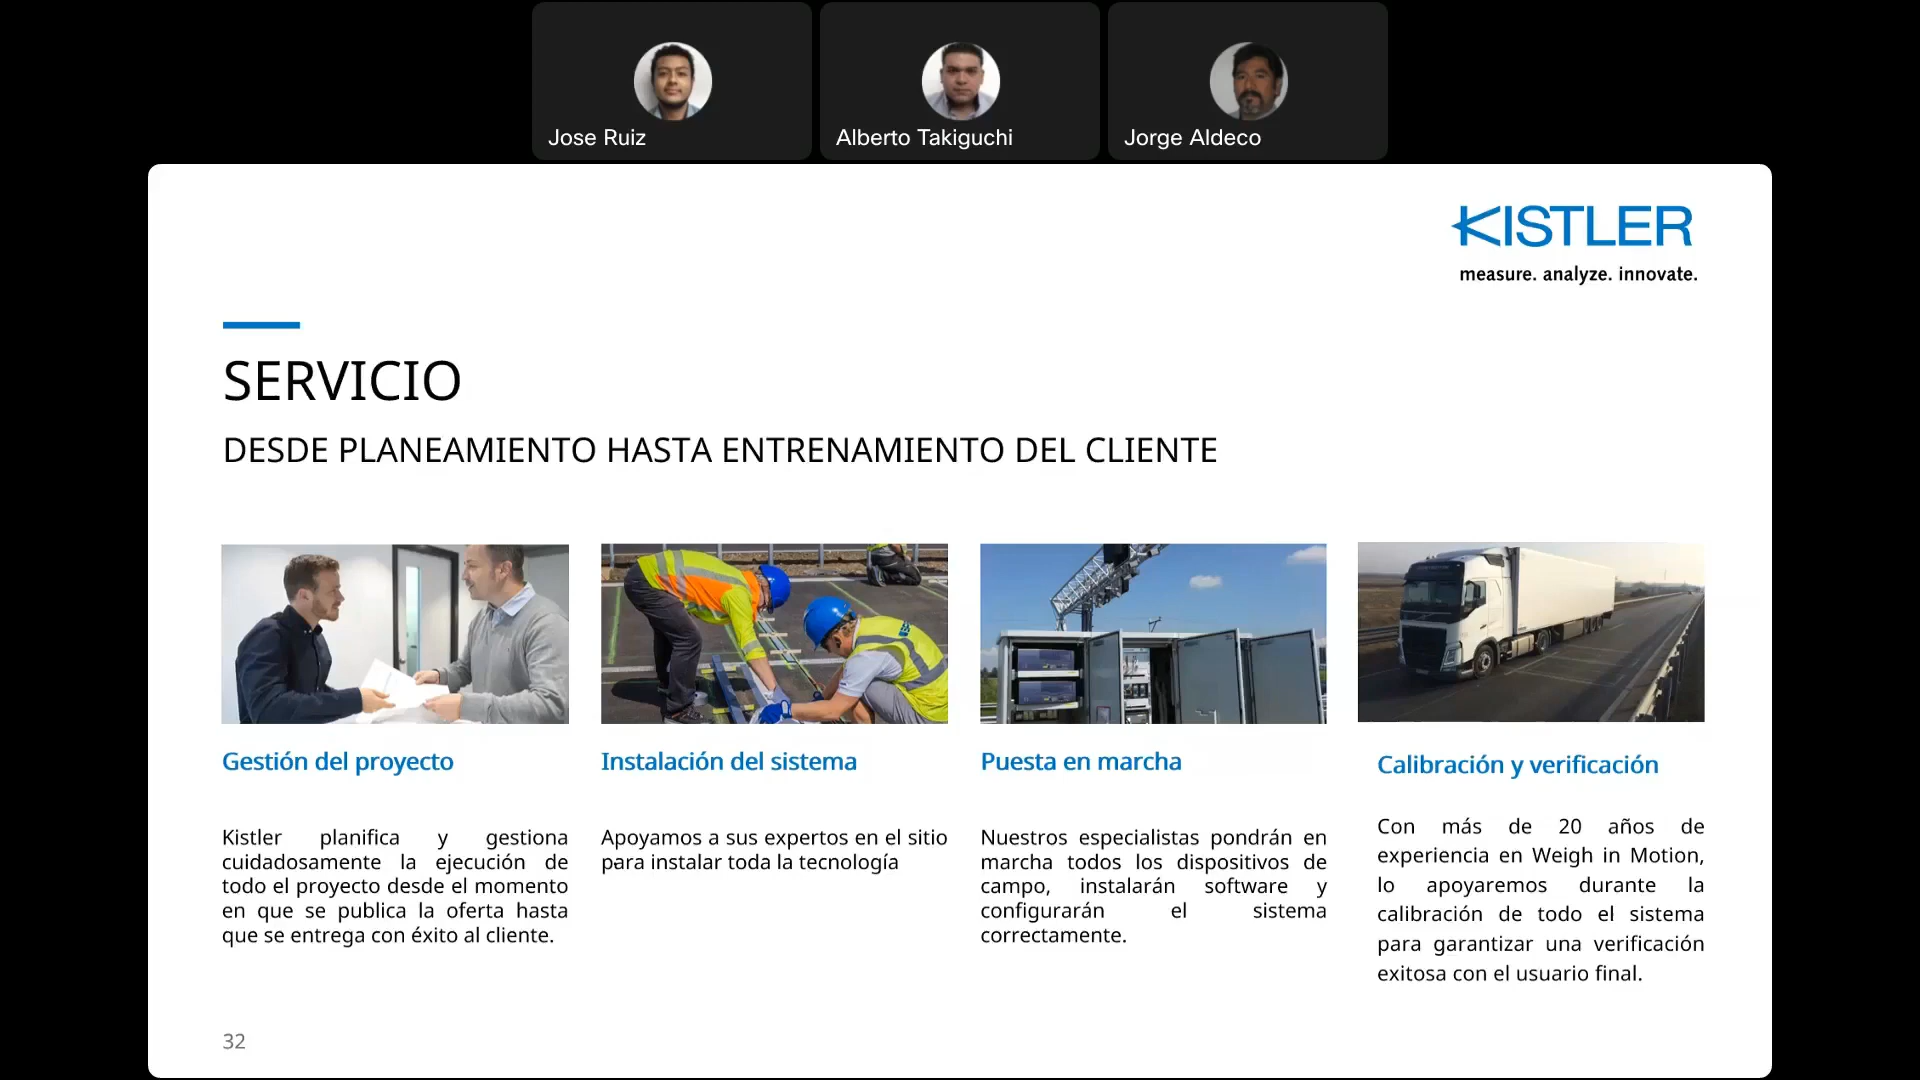 Jose Ruiz
Alberto Takiguchi
Jorge Aldeco
KISTLER
measure. analyze. innovate.
SERVICIO
DESDE PLANEAMIENTO HASTA ENTRENAMIENTO DEL CLIENTE
Gestión del proyecto
Kistler planifica y gestiona
cuidadosamente la ejecución de
todo el proyecto desde el momento
en que se publica la oferta hasta
que se entrega con éxito al cliente.
Instalación del sistema
Apoyamos a sus expertos en el sitio
para instalar toda la tecnología
Puesta en marcha
Nuestros especialistas pondrán en
marcha todos los dispositivos de
campo, instalarán software y
configurarán el sistema
correctamente.
Calibración y verificación
Con más de 20 años de
experiencia en Weigh in Motion,
lo apoyaremos durante la
calibración de todo el sistema
para garantizar una verificación
exitosa con el usuario final.
32